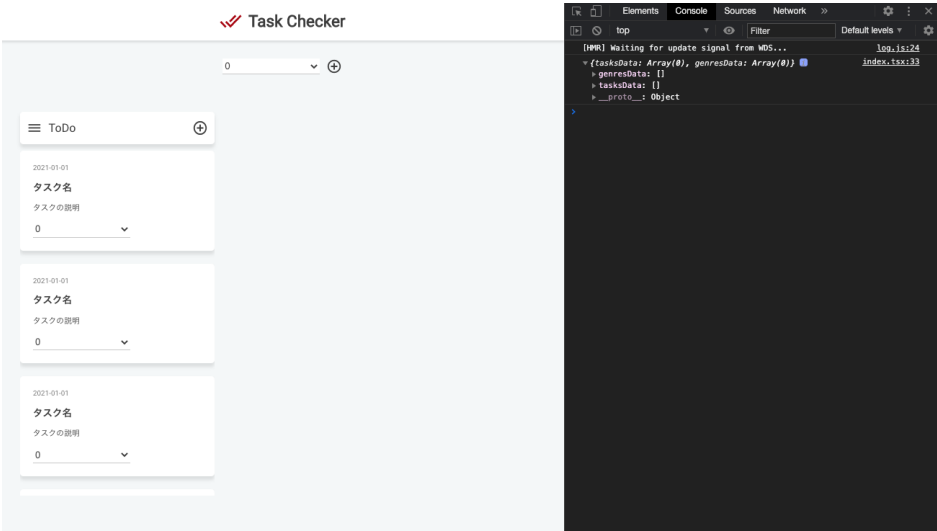 Task Checker
0
ToDo
2021-01-01
タスク名
タスクの説明
0
2021-01-01
タスク名
タスクの説明
0
2021-01-01
タスク名
タスクの説明
0
Elements Console Sources Network »
top Filter Default levels ▼
[HMR] Waiting for update signal from WDS... log.js:24
▼{tasksData: Array(0), genresData: Array(0)} i index.tsx:33
▶genresData: []
▶tasksData: []
▶__proto__: Object